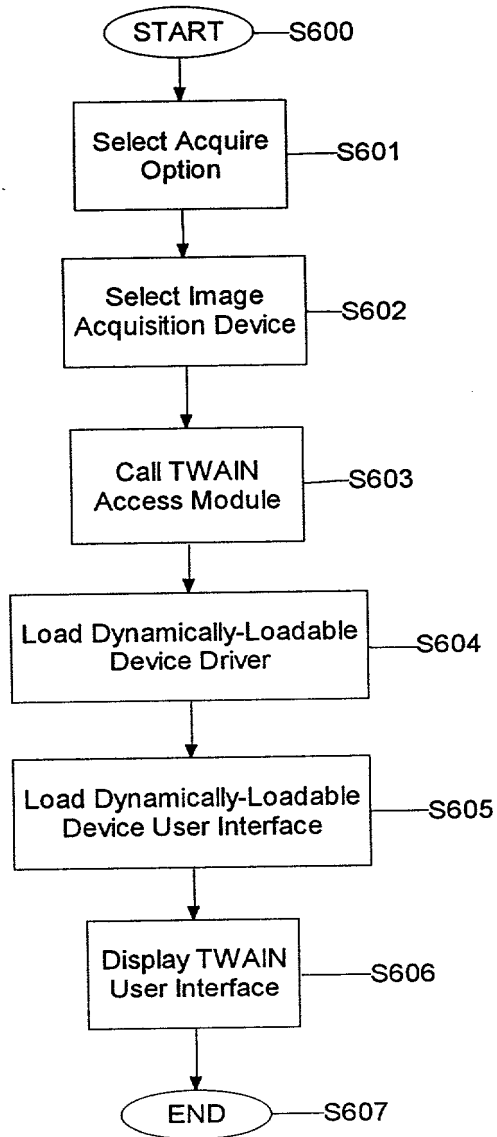 START
S600
Select Acquire
Option
S601
Select Image
Acquisition Device
S602
Call TWAIN
Access Module
S603
Load Dynamically-Loadable
Device Driver
S604
Load Dynamically-Loadable
Device User Interface
S605
Display TWAIN
User Interface
S606
END
S607